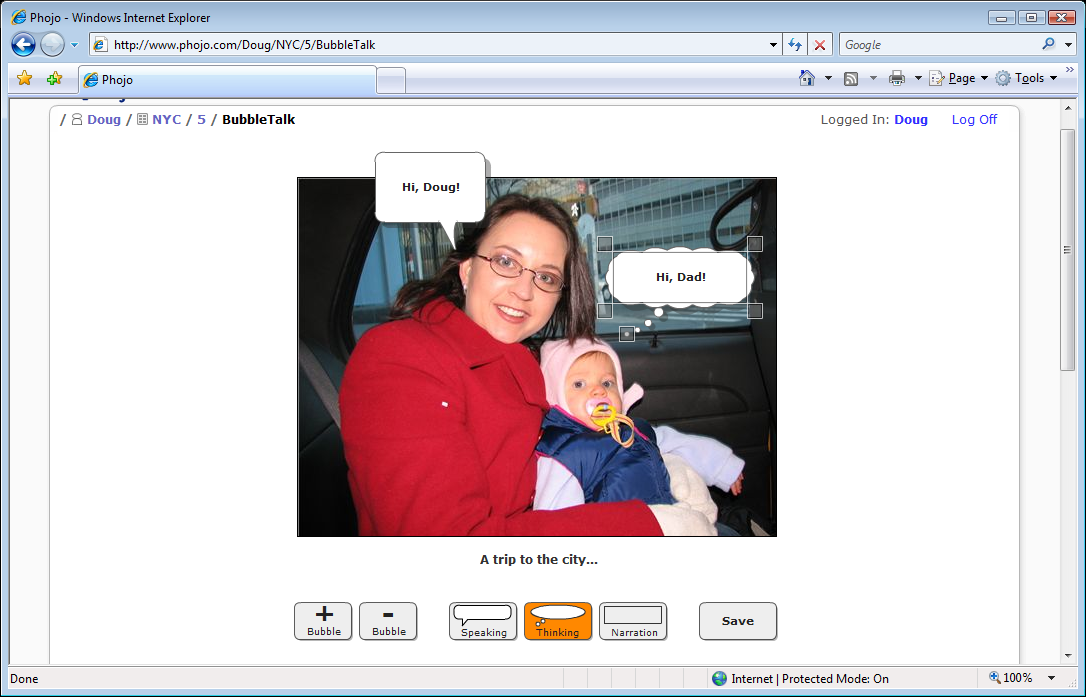 Phojo - Windows Internet Explorer
http://www.phojo.com/Doug/NYC/5/BubbleTalk
Google
Phojo
Page
Tools
/ Doug / NYC / 5 / BubbleTalk
Logged In: Doug
Log Off
Hi, Doug!
Hi, Dad!
A trip to the city...
+ Bubble
- Bubble
Speaking
Thinking
Narration
Save
Done
Internet | Protected Mode: On
100%